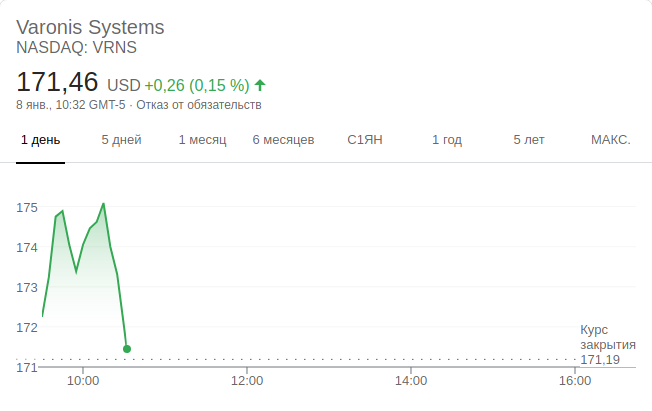 Varonis Systems
NASDAQ: VRNS
171,46 USD +0,26 (0,15 %)
8 янв., 10:32 GMT-5 · Отказ от обязательств
1 день 5 дней 1 месяц 6 месяцев С1ЯН 1 год 5 лет МАКС.
175
174
173
172
171
Курс
закрытия
171,19
10:00 12:00 14:00 16:00